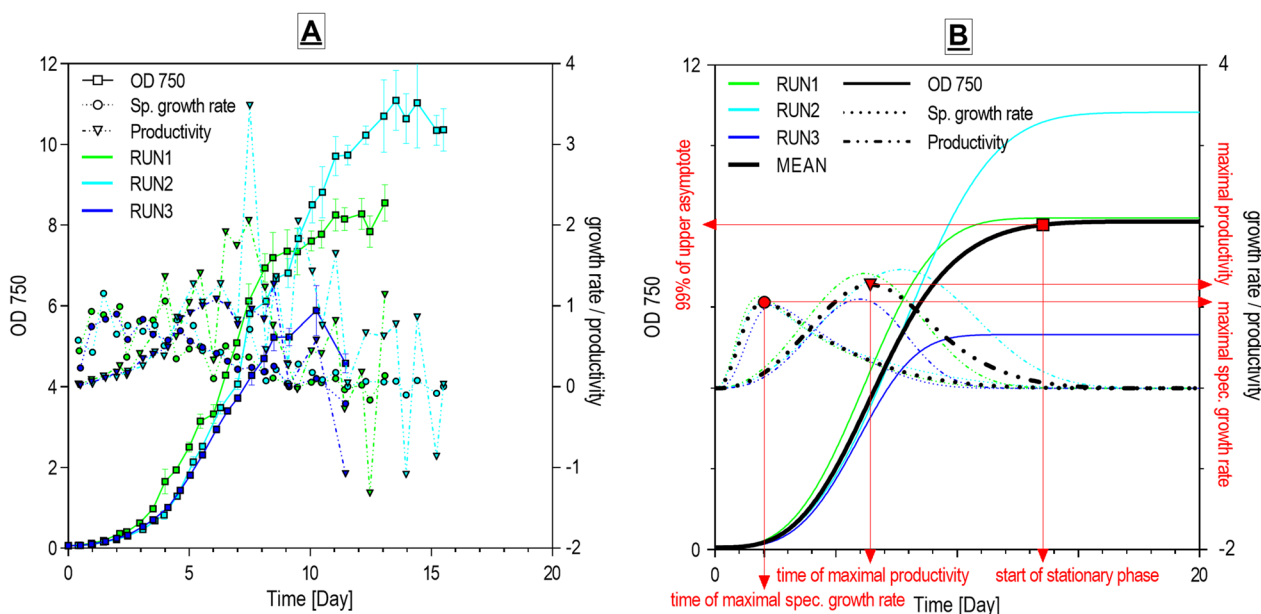 A
OD 750
Sp. growth rate
Productivity
RUN1
RUN2
RUN3
12
10
8
6
4
2
0
OD 750
4
3
2
1
0
-1
-2
growth rate / productivity
0
5
10
15
20
Time [Day]
B
RUN1
RUN2
RUN3
MEAN
OD 750
Sp. growth rate
Productivity
12
0
OD 750
99% of upper asymptote
4
-2
maximal productivity
maximal spec. growth rate
growth rate / productivity
0
20
time of maximal productivity
start of stationary phase
time of maximal spec. growth rate
Time [Day]